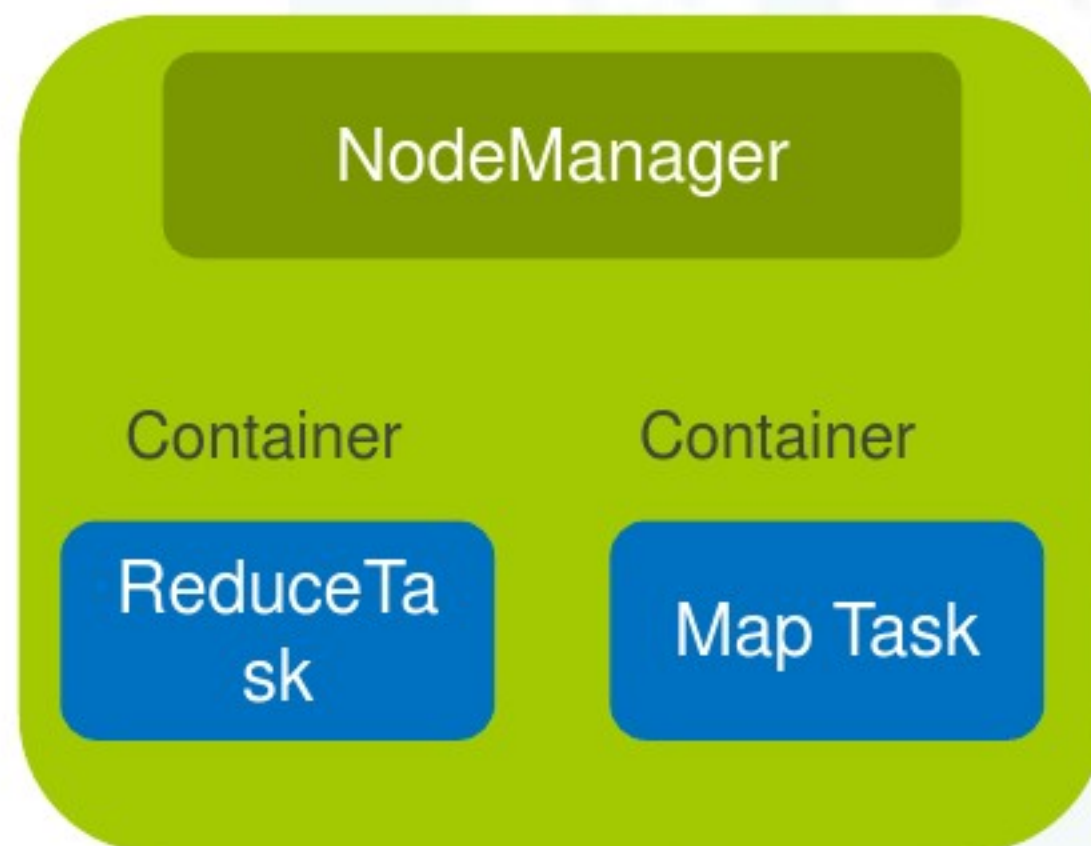 NodeManager
Container Container
ReduceTa
sk
Map Task